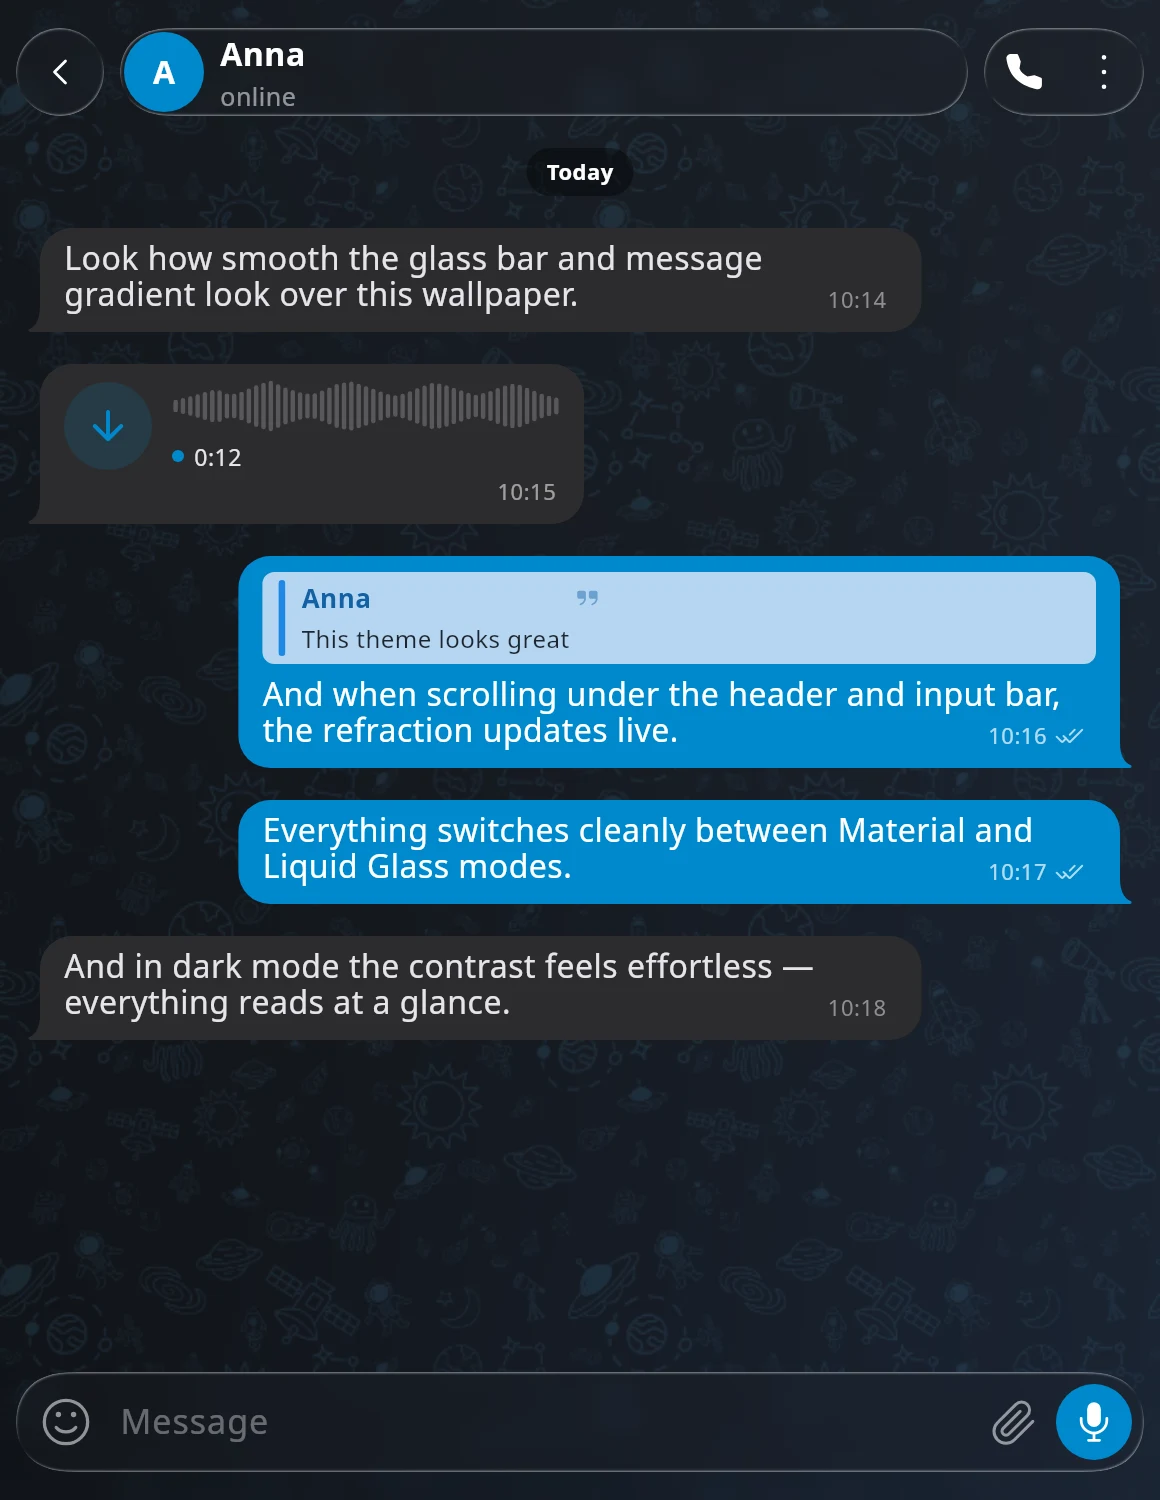 A
Anna
online
Today
Look how smooth the glass bar and message
gradient look over this wallpaper.
10:14
0:12
10:15
Anna
This theme looks great
And when scrolling under the header and input bar,
the refraction updates live.
10:16
Everything switches cleanly between Material and
Liquid Glass modes.
10:17
And in dark mode the contrast feels effortless —
everything reads at a glance.
10:18
Message